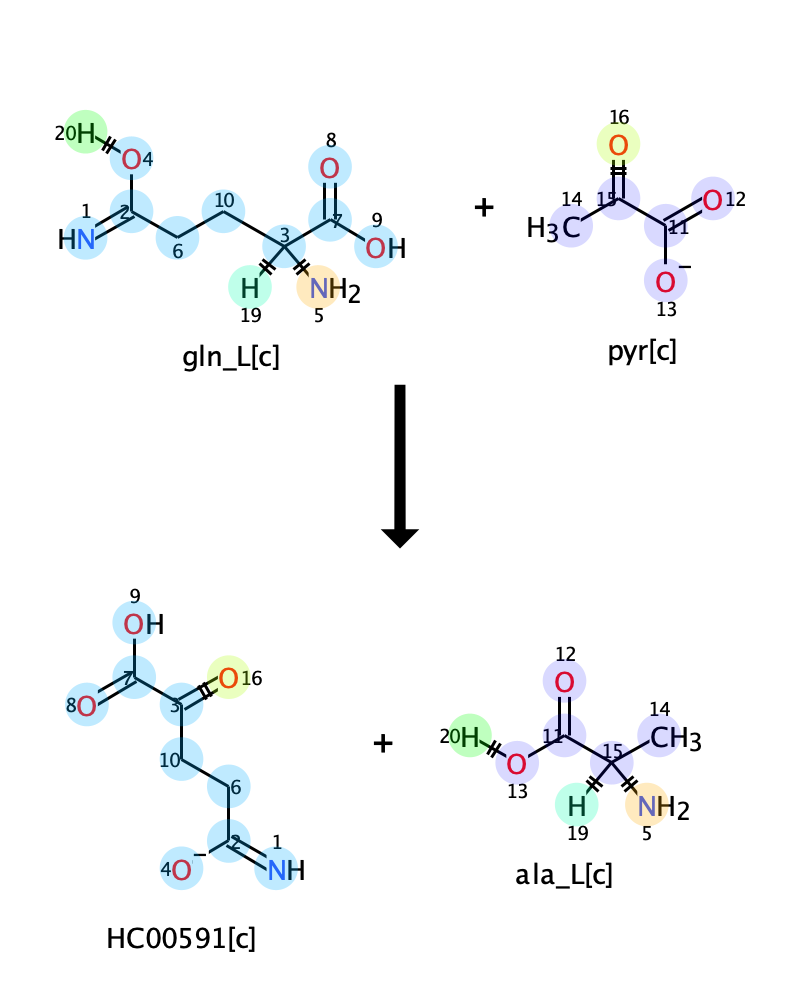 16
20H
O4
8
O
O
1
HN
2
10
6
3
7
9
OH
H
19
NH2
5
gln_L[c]
+
14
H3C
15
11
O12
O−
13
pyr[c]
9
OH
7
8O
3
O16
10
6
2
1
NH
4O−
HC00591[c]
+
12
O
20H
11
O
13
15
14
CH3
H
19
NH2
5
ala_L[c]